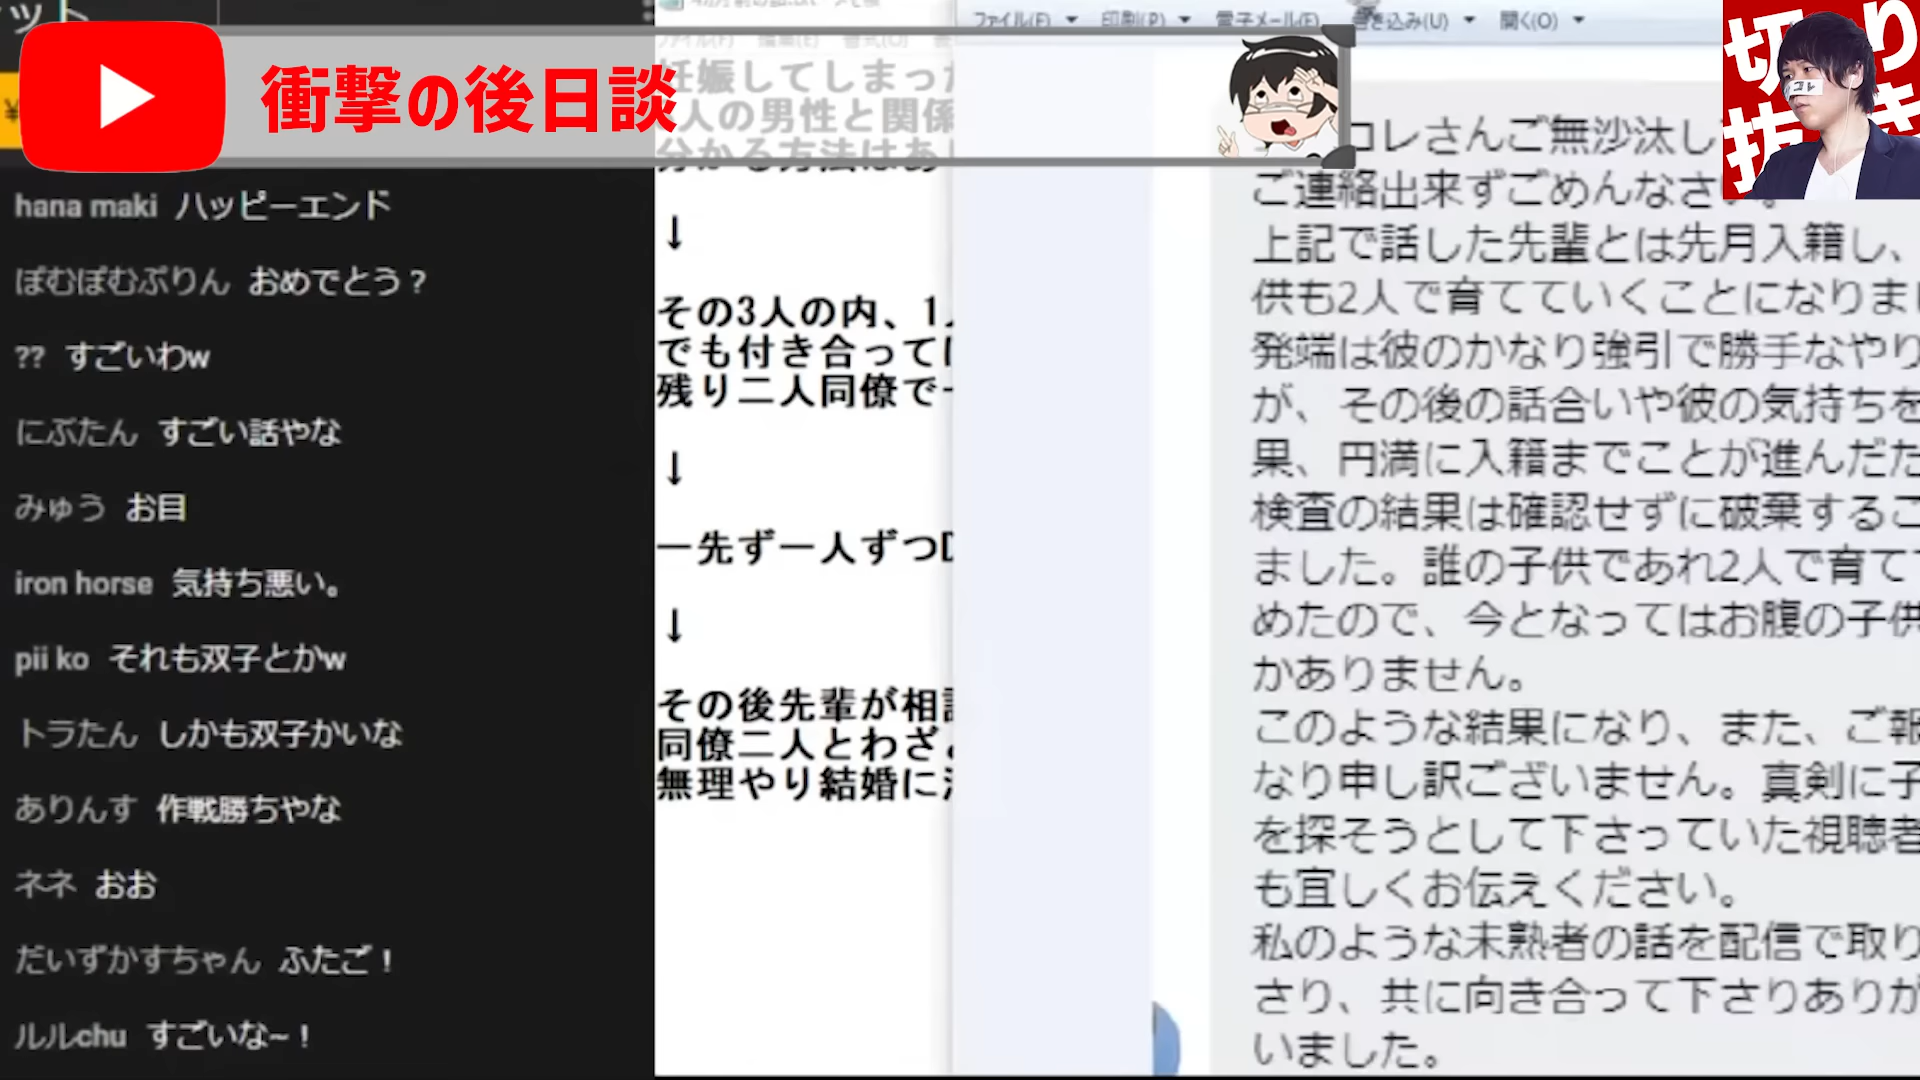 ット
衝撃の後日談
切り抜き
コレ
hana maki ハッピーエンド
ぽむぽむぷりん おめでとう？
?? すごいわw
にぶたん すごい話やな
みゅう お目
iron horse 気持ち悪い。
pii ko それも双子とかw
トラたん しかも双子かいな
ありんす 作戦勝ちやな
ネネ おお
だいずかすちゃん ふたご！
ルルchu すごいな~！
ファイル(F) 編集(E) 書式(O)
妊娠してしまった
人の男性と関係
分かる方法はあ
↓
その3人の内、1
でも付き合って
残り二人同僚で
↓
一先ず一人ずつD
↓
その後先輩が相談
同僚二人とわざと
無理やり結婚に
ファイル(F) 印刷(P) 電子メール(E) 書き込み(U) 開く(O)
コレさんご無沙汰し
ご連絡出来ずごめんなさい。
上記で話した先輩とは先月入籍し、
供も2人で育てていくことになりまし
発端は彼のかなり強引で勝手なやり
が、その後の話合いや彼の気持ちを
果、円満に入籍までことが進んだた
検査の結果は確認せずに破棄するこ
ました。誰の子供であれ2人で育て
めたので、今となってはお腹の子供
かありません。
このような結果になり、また、ご報
なり申し訳ございません。真剣に子
を探そうとして下さっていた視聴者
も宜しくお伝えください。
私のような未熟者の話を配信で取り
さり、共に向き合って下さりありが
いました。